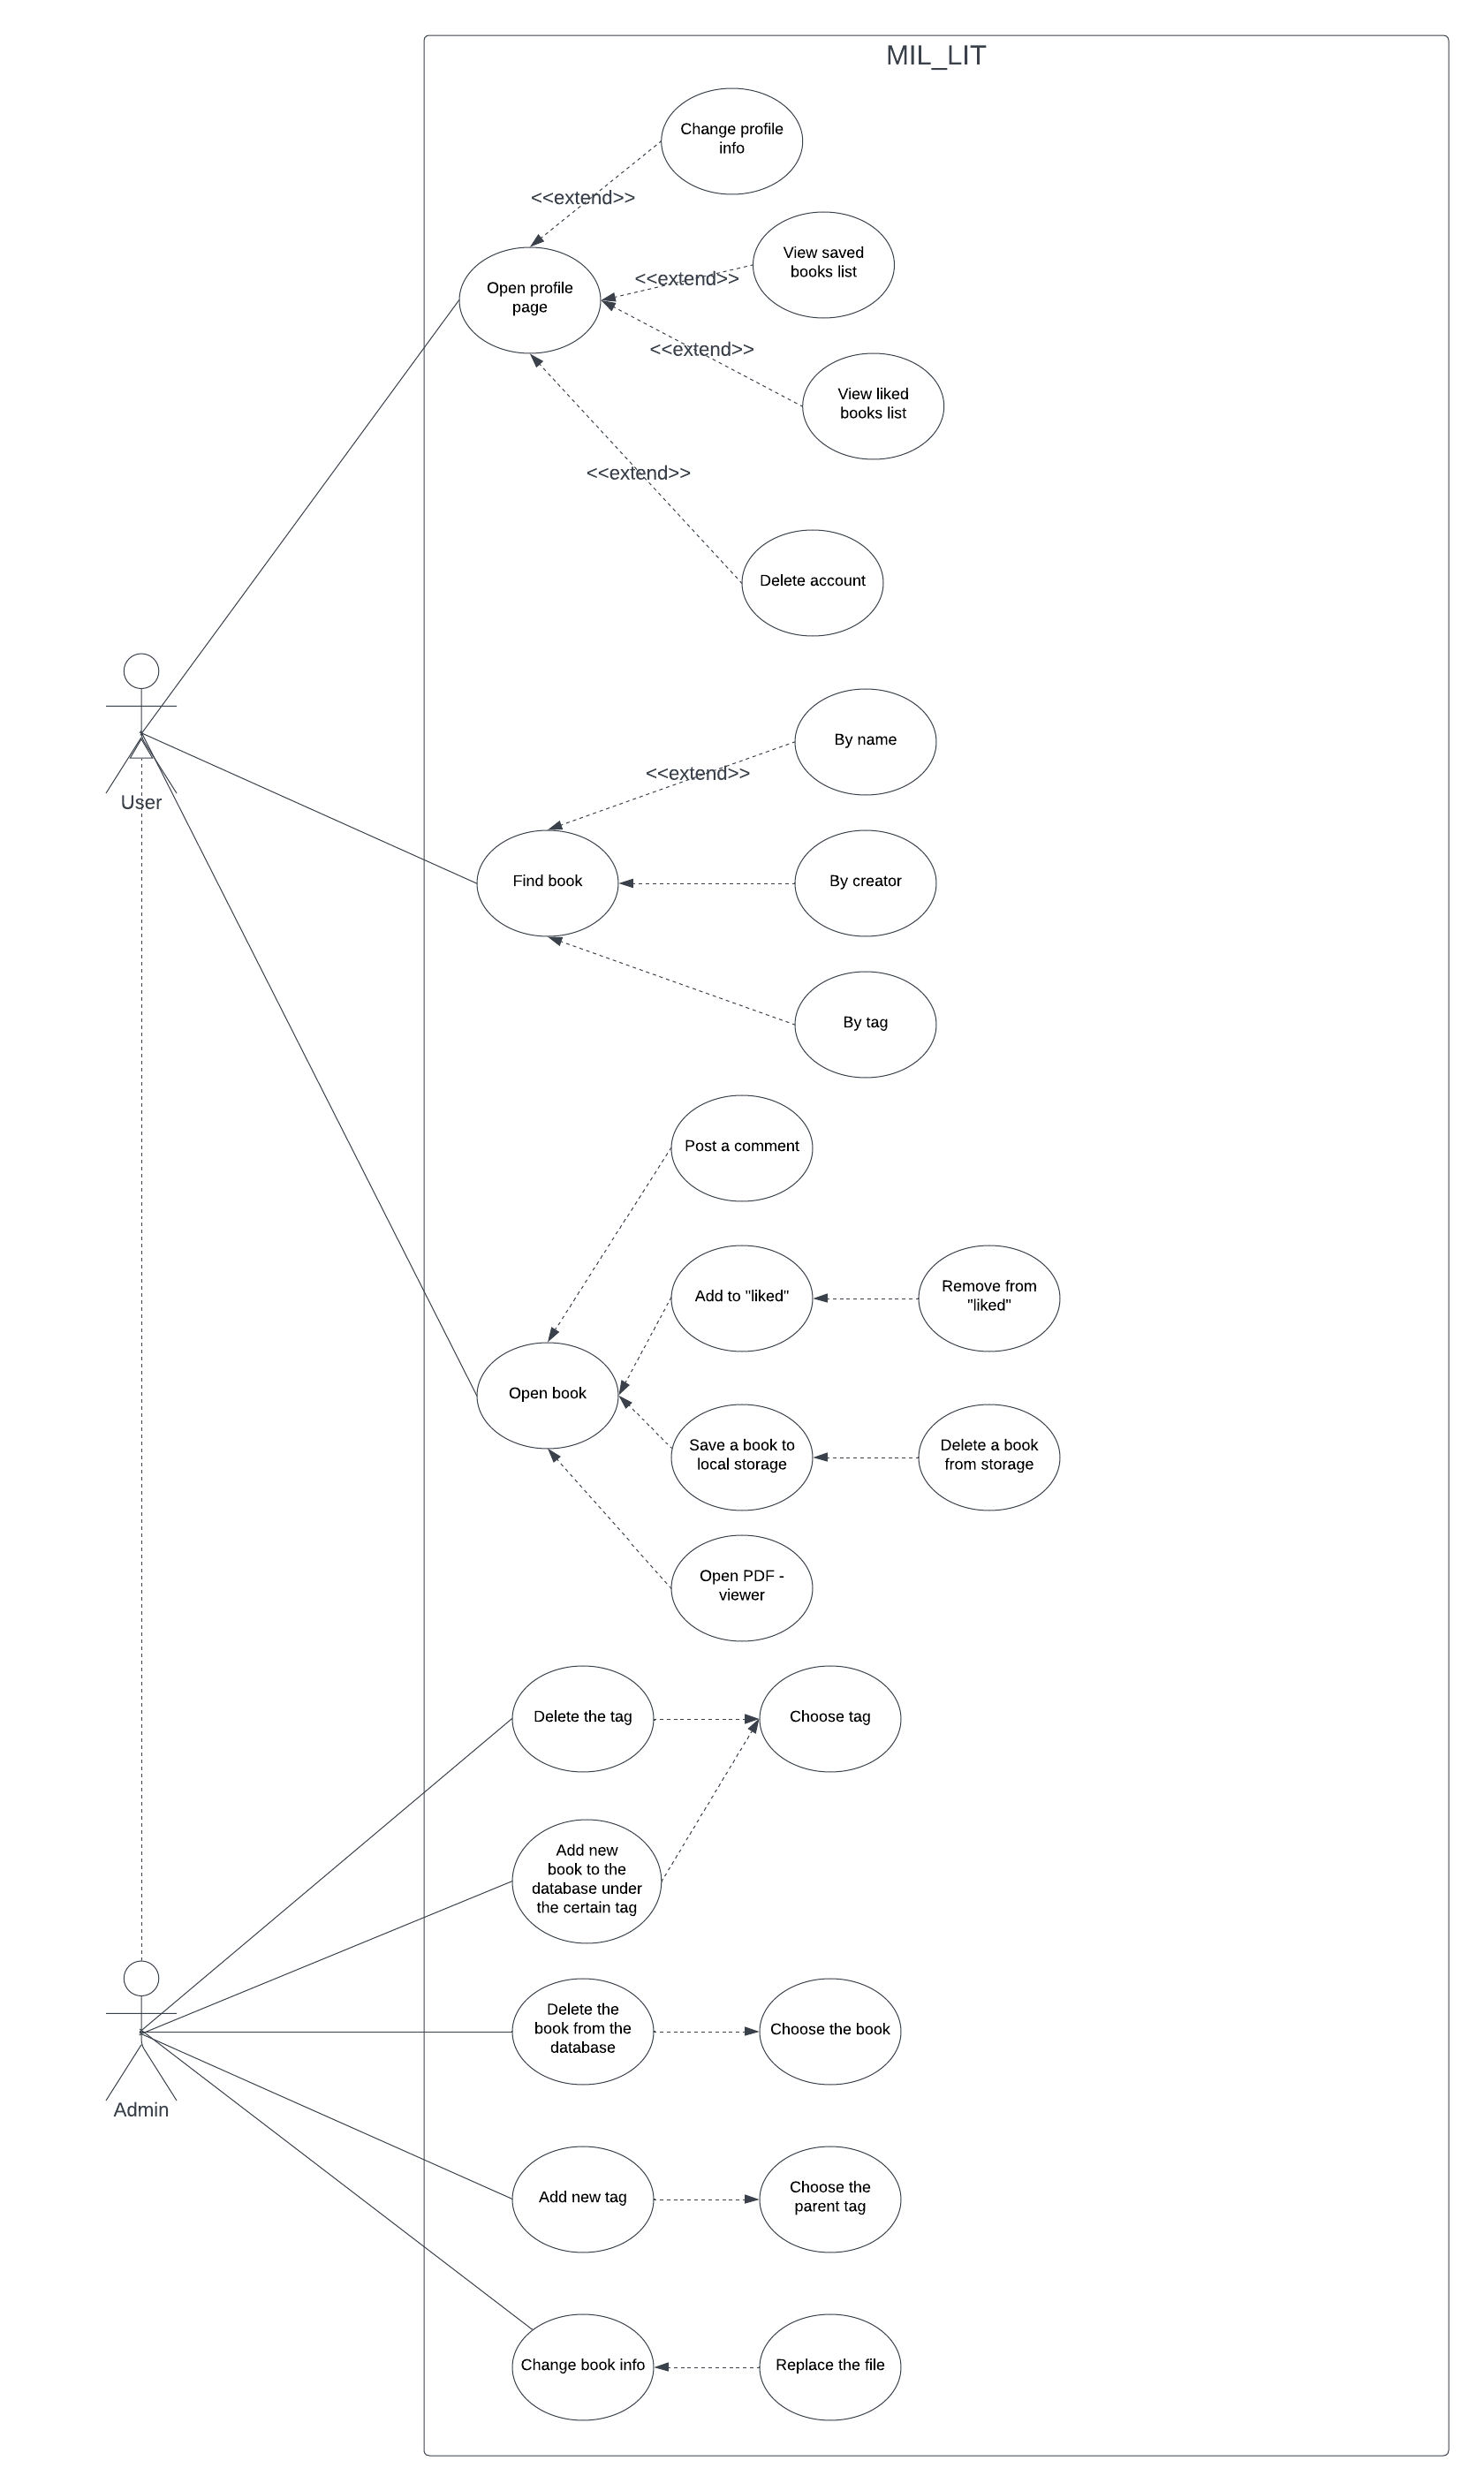 MIL_LIT
Change profile
info
<<extend>>
View saved
books list
<<extend>>
Open profile
page
<<extend>>
View liked
books list
<<extend>>
Delete account
By name
<<extend>>
User
Find book
By creator
By tag
Post a comment
Add to "liked"
Remove from
"liked"
Open book
Save a book to
local storage
Delete a book
from storage
Open PDF -
viewer
Delete the tag
Choose tag
Add new
book to the
database under
the certain tag
Delete the
book from the
database
Choose the book
Admin
Add new tag
Choose the
parent tag
Change book info
Replace the file